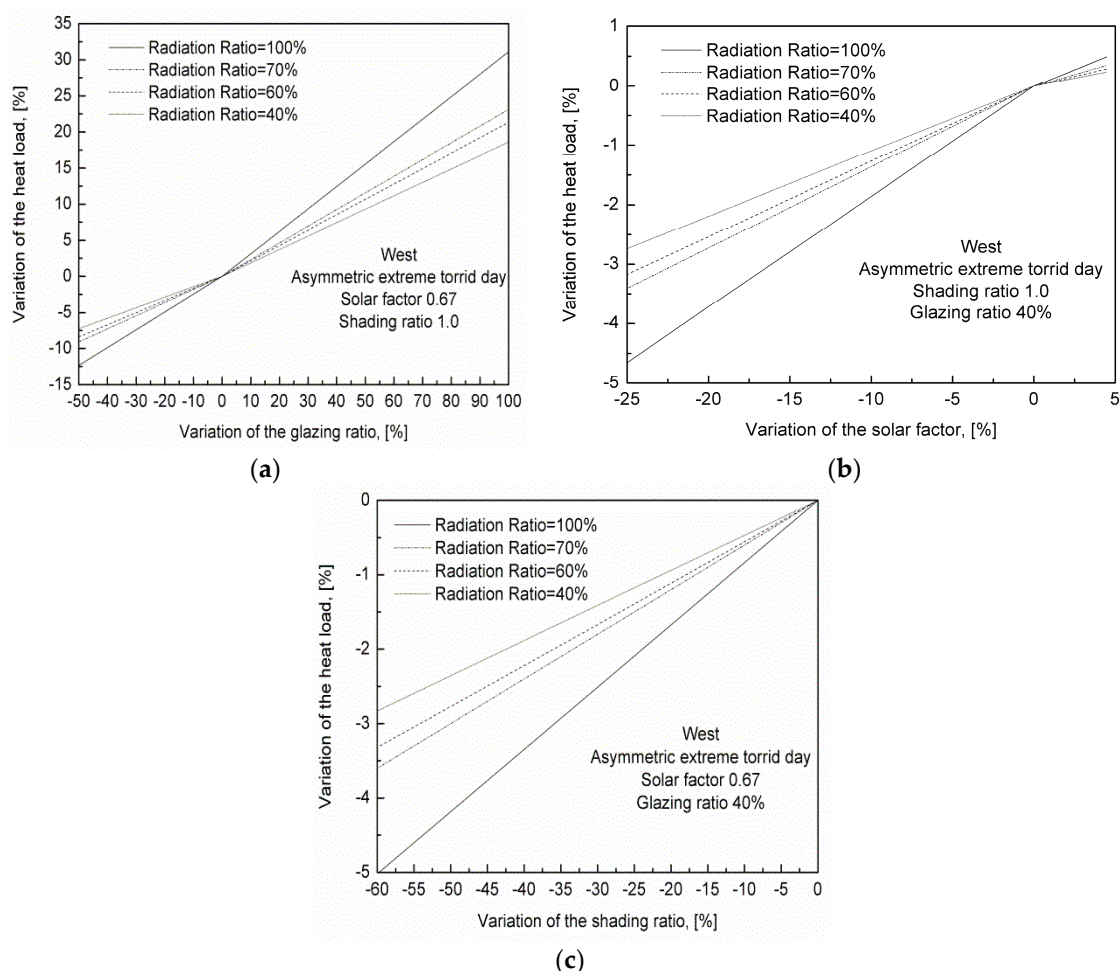 35
30
25
20
15
10
5
0
-5
-10
-15
Variation of the heat load, [%]
Radiation Ratio=100%
Radiation Ratio=70%
Radiation Ratio=60%
Radiation Ratio=40%
West
Asymmetric extreme torrid day
Solar factor 0.67
Shading ratio 1.0
-50 -40 -30 -20 -10 0 10 20 30 40 50 60 70 80 90 100
Variation of the glazing ratio, [%]
(a)
1
0
-1
-2
-3
-4
-5
Variation of the heat load, [%]
Radiation Ratio=100%
Radiation Ratio=70%
Radiation Ratio=60%
Radiation Ratio=40%
West
Asymmetric extreme torrid day
Shading ratio 1.0
Glazing ratio 40%
-25 -20 -15 -10 -5 0 5
Variation of the solar factor, [%]
(b)
0
-1
-2
-3
-4
-5
Variation of the heat load, [%]
Radiation Ratio=100%
Radiation Ratio=70%
Radiation Ratio=60%
Radiation Ratio=40%
West
Asymmetric extreme torrid day
Solar factor 0.67
Glazing ratio 40%
-60 -55 -50 -45 -40 -35 -30 -25 -20 -15 -10 -5 0
Variation of the shading ratio, [%]
(c)